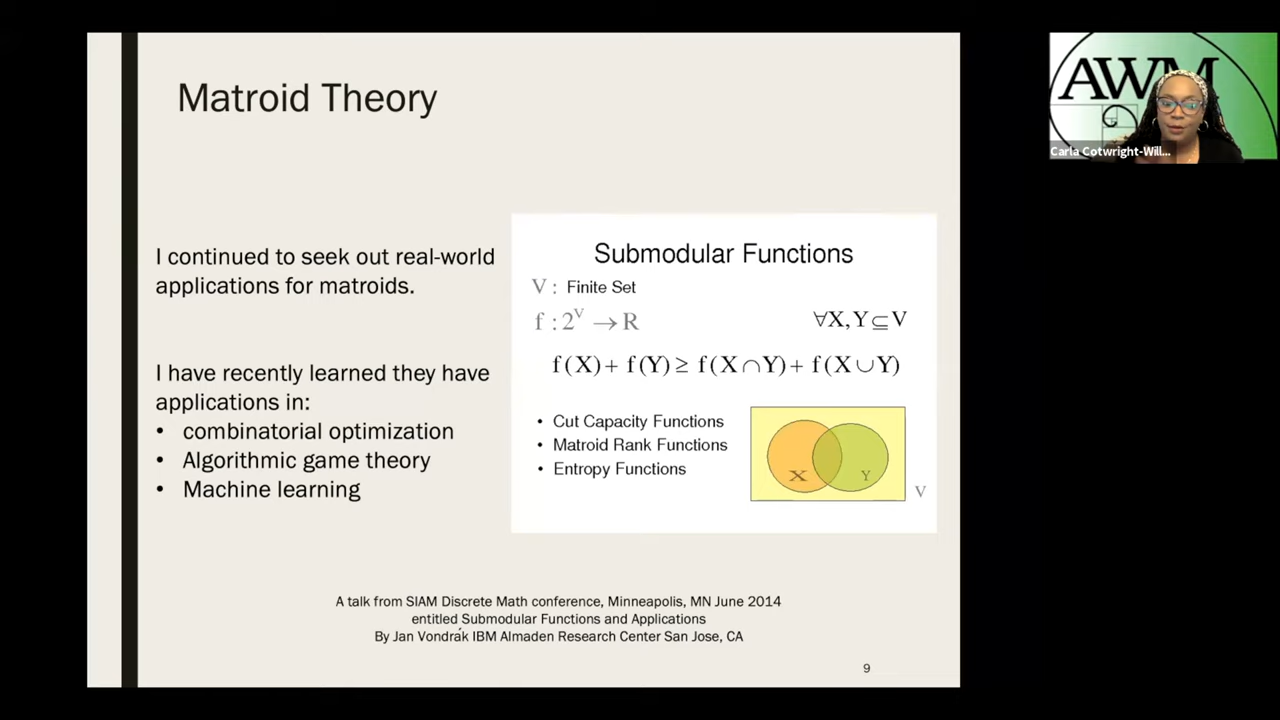 Matroid Theory
I continued to seek out real-world
applications for matroids.
I have recently learned they have
applications in:
• combinatorial optimization
• Algorithmic game theory
• Machine learning
Submodular Functions
V : Finite Set
f : 2^V → R
∀X, Y ⊆ V
f (X) + f (Y) ≥ f (X ∩ Y) + f (X ∪ Y)
• Cut Capacity Functions
• Matroid Rank Functions
• Entropy Functions
X
Y
V
A talk from SIAM Discrete Math conference, Minneapolis, MN June 2014
entitled Submodular Functions and Applications
By Jan Vondrák IBM Almaden Research Center San Jose, CA
9
AWM
Carla Cotwright-Will...